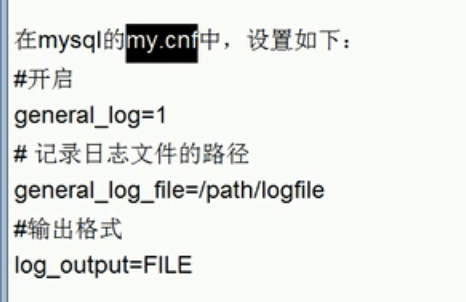 在mysql的my.cnf中，设置如下：
#开启
general_log=1
# 记录日志文件的路径
general_log_file=/path/logfile
#输出格式
log_output=FILE